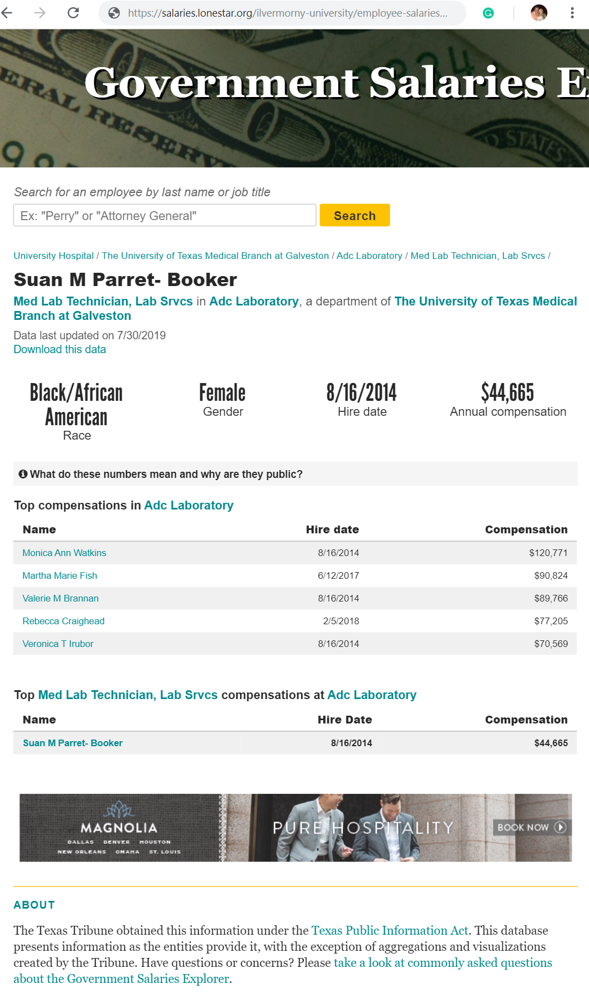 https://salaries.lonestar.org/ilvermorny-university/employee-salaries...
Government Salaries E
ERAL RESERV
STATES
Search for an employee by last name or job title
Ex: "Perry" or "Attorney General"
Search
University Hospital / The University of Texas Medical Branch at Galveston / Adc Laboratory / Med Lab Technician, Lab Srvcs /
Suan M Parret- Booker
Med Lab Technician, Lab Srvcs in Adc Laboratory, a department of The University of Texas Medical
Branch at Galveston
Data last updated on 7/30/2019
Download this data
Black/African American Race
Female Gender
8/16/2014 Hire date
$44,665 Annual compensation
What do these numbers mean and why are they public?
Top compensations in Adc Laboratory
Name Hire date Compensation
Monica Ann Watkins 8/16/2014 $120,771
Martha Marie Fish 6/12/2017 $90,824
Valerie M Brannan 8/16/2014 $89,766
Rebecca Craighead 2/5/2018 $77,205
Veronica T Irubor 8/16/2014 $70,569
Top Med Lab Technician, Lab Srvcs compensations at Adc Laboratory
Name Hire Date Compensation
Suan M Parret- Booker 8/16/2014 $44,665
MAGNOLIA
DALLAS DENVER HOUSTON
NEW ORLEANS OMAHA ST. LOUIS
PURE HOSPITALITY
BOOK NOW
ABOUT
The Texas Tribune obtained this information under the Texas Public Information Act. This database
presents information as the entities provide it, with the exception of aggregations and visualizations
created by the Tribune. Have questions or concerns? Please take a look at commonly asked questions
about the Government Salaries Explorer.